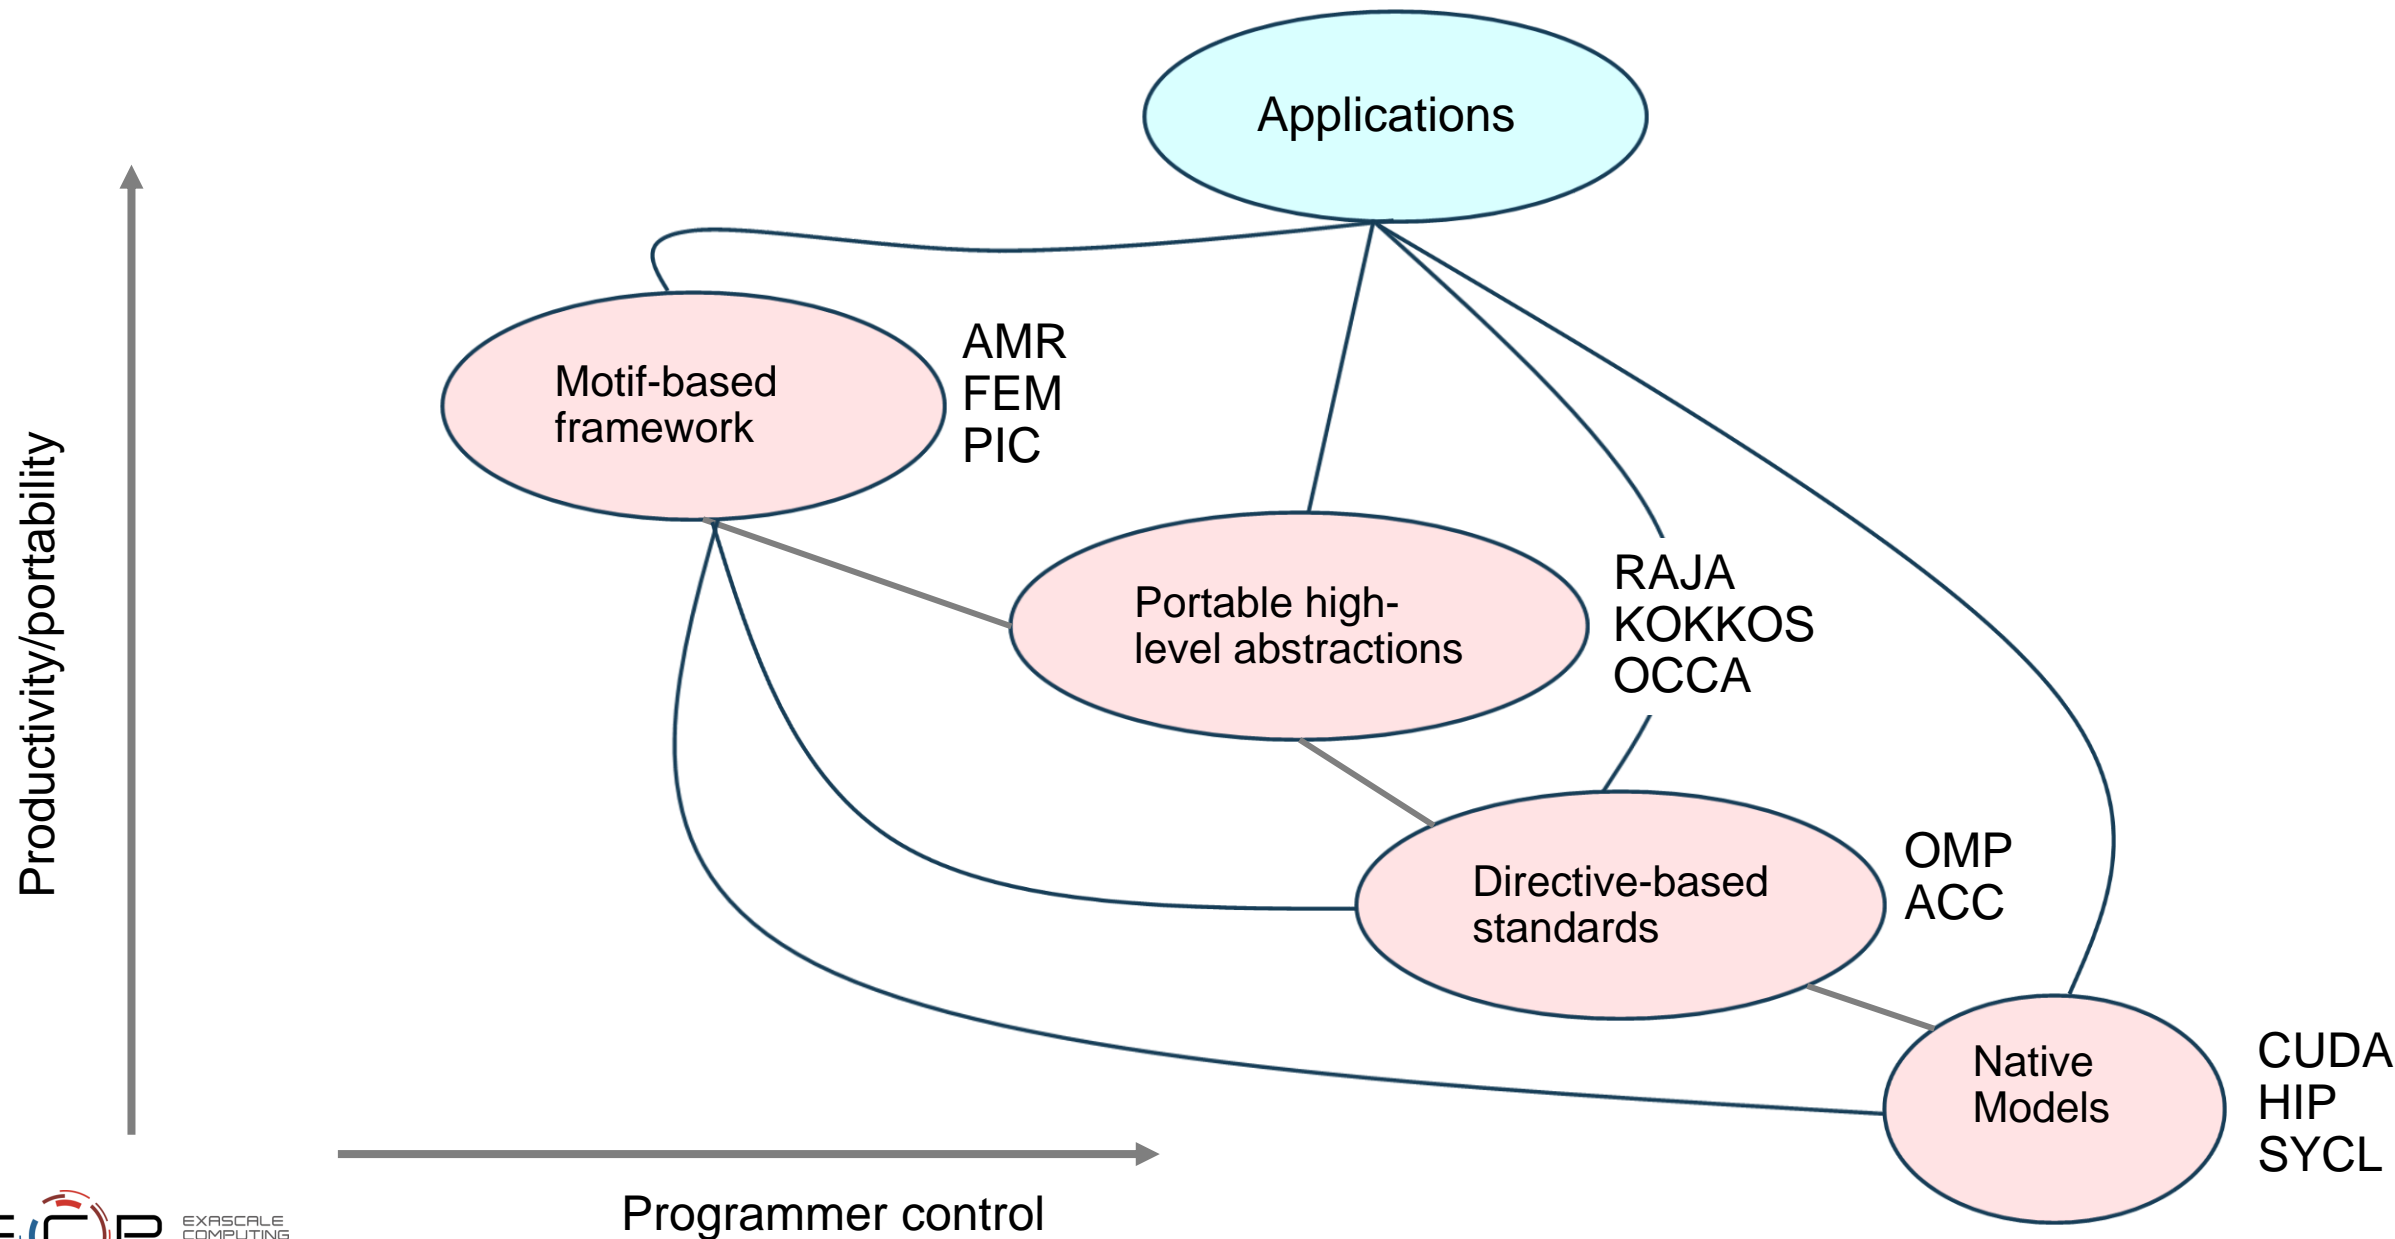 Applications
Productivity/portability
Motif-based
framework
AMR
FEM
PIC
Portable high-
level abstractions
RAJA
KOKKOS
OCCA
Directive-based
standards
OMP
ACC
Native
Models
CUDA
HIP
SYCL
Programmer control
ECP
EXASCALE
COMPUTING